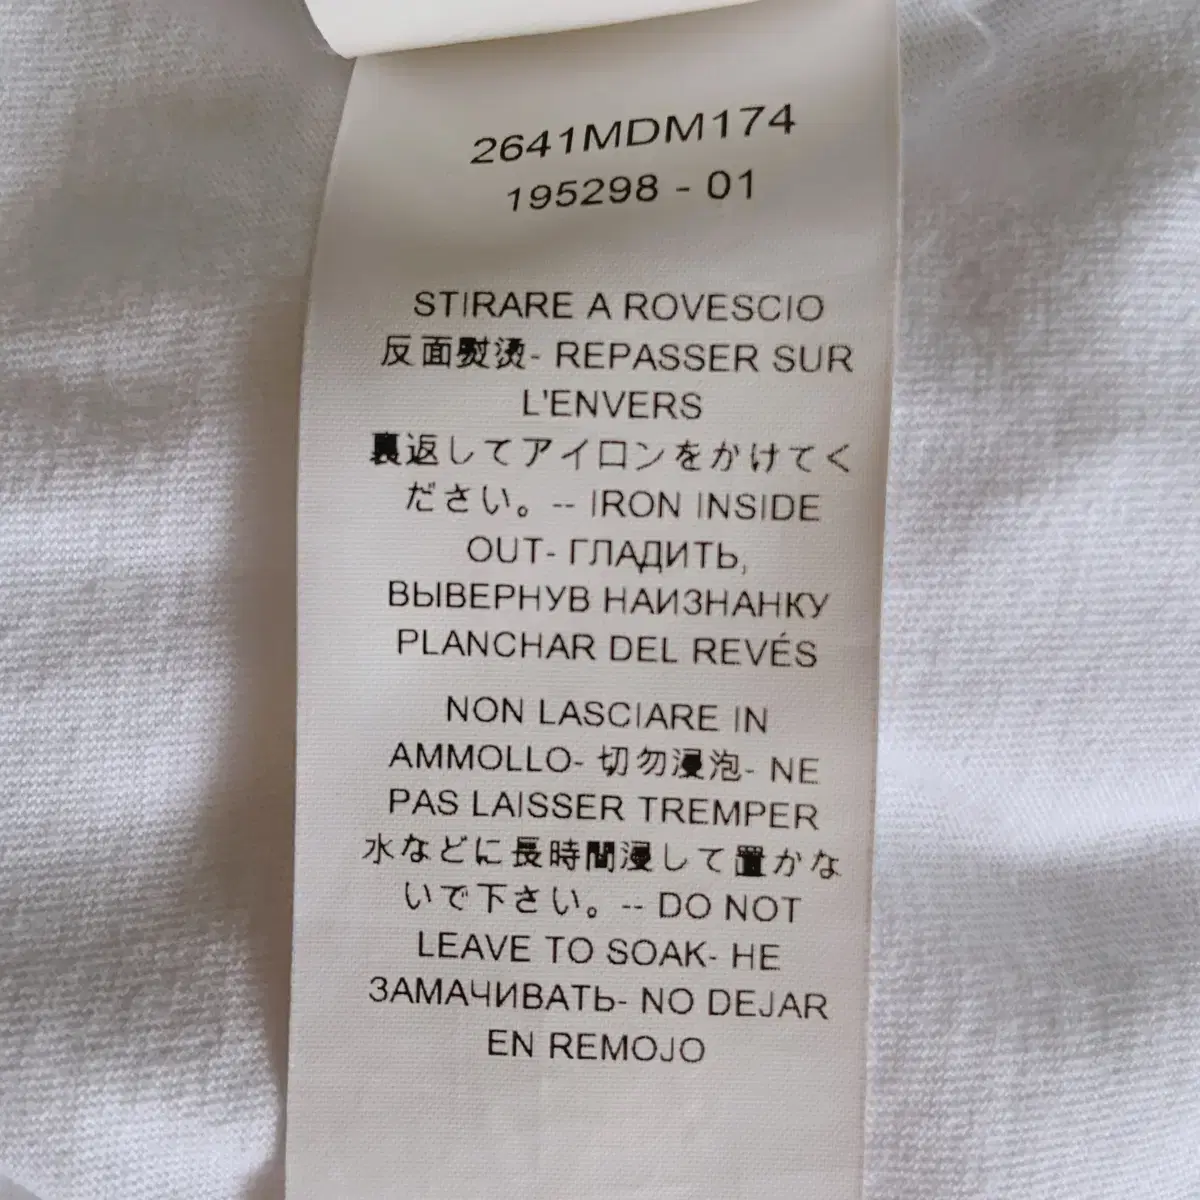 2641MDM174
195298 - 01
STIRARE A ROVESCIO
反面熨烫- REPASSER SUR
L'ENVERS
裏返してアイロンをかけてく
ださい。-- IRON INSIDE
OUT- ГЛАДИТЬ,
ВЫВЕРНУВ НАИЗНАНКУ
PLANCHAR DEL REVÉS
NON LASCIARE IN
AMMOLLO- 切勿浸泡- NE
PAS LAISSER TREMPER
水などに長時間浸して置かな
いで下さい。-- DO NOT
LEAVE TO SOAK- НЕ
ЗАМАЧИВАТЬ- NO DEJAR
EN REMOJO